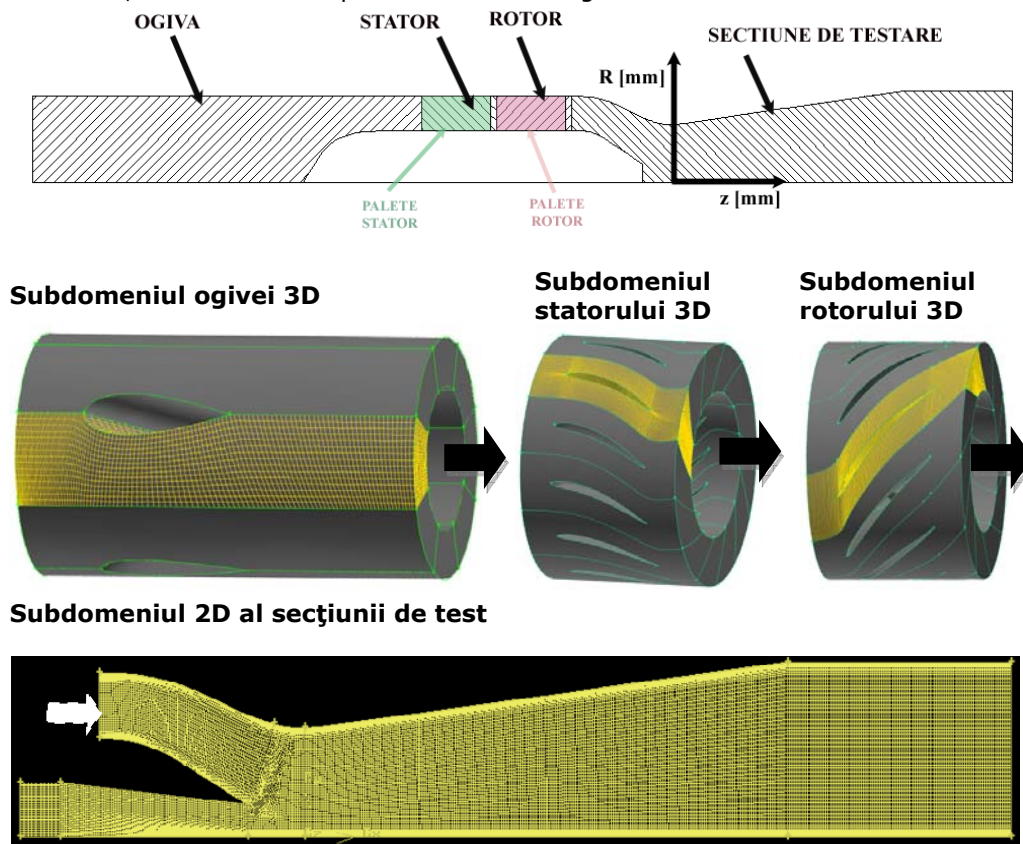 OGIVA
STATOR
ROTOR
SECTIUNE DE TESTARE
R [mm]
z [mm]
PALETE
STATOR
PALETE
ROTOR
Subdomeniul ogivei 3D
Subdomeniul
statorului 3D
Subdomeniul
rotorului 3D
Subdomeniul 2D al secţiunii de test